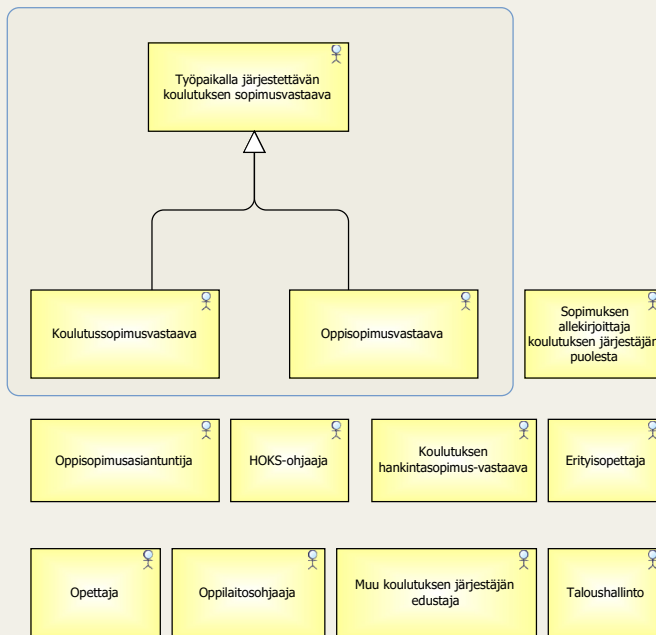 Työpaikalla järjestettävän
koulutuksen sopimusvastaava
Koulutussopimusvastaava
Oppisopimusvastaava
Sopimuksen
allekirjoittaja
koulutuksen järjestäjän
puolesta
Oppisopimusasiantuntija
HOKS-ohjaaja
Koulutuksen
hankintasopimus-vastaava
Erityisopettaja
Opettaja
Oppilaitosohjaaja
Muu koulutuksen järjestäjän
edustaja
Taloushallinto